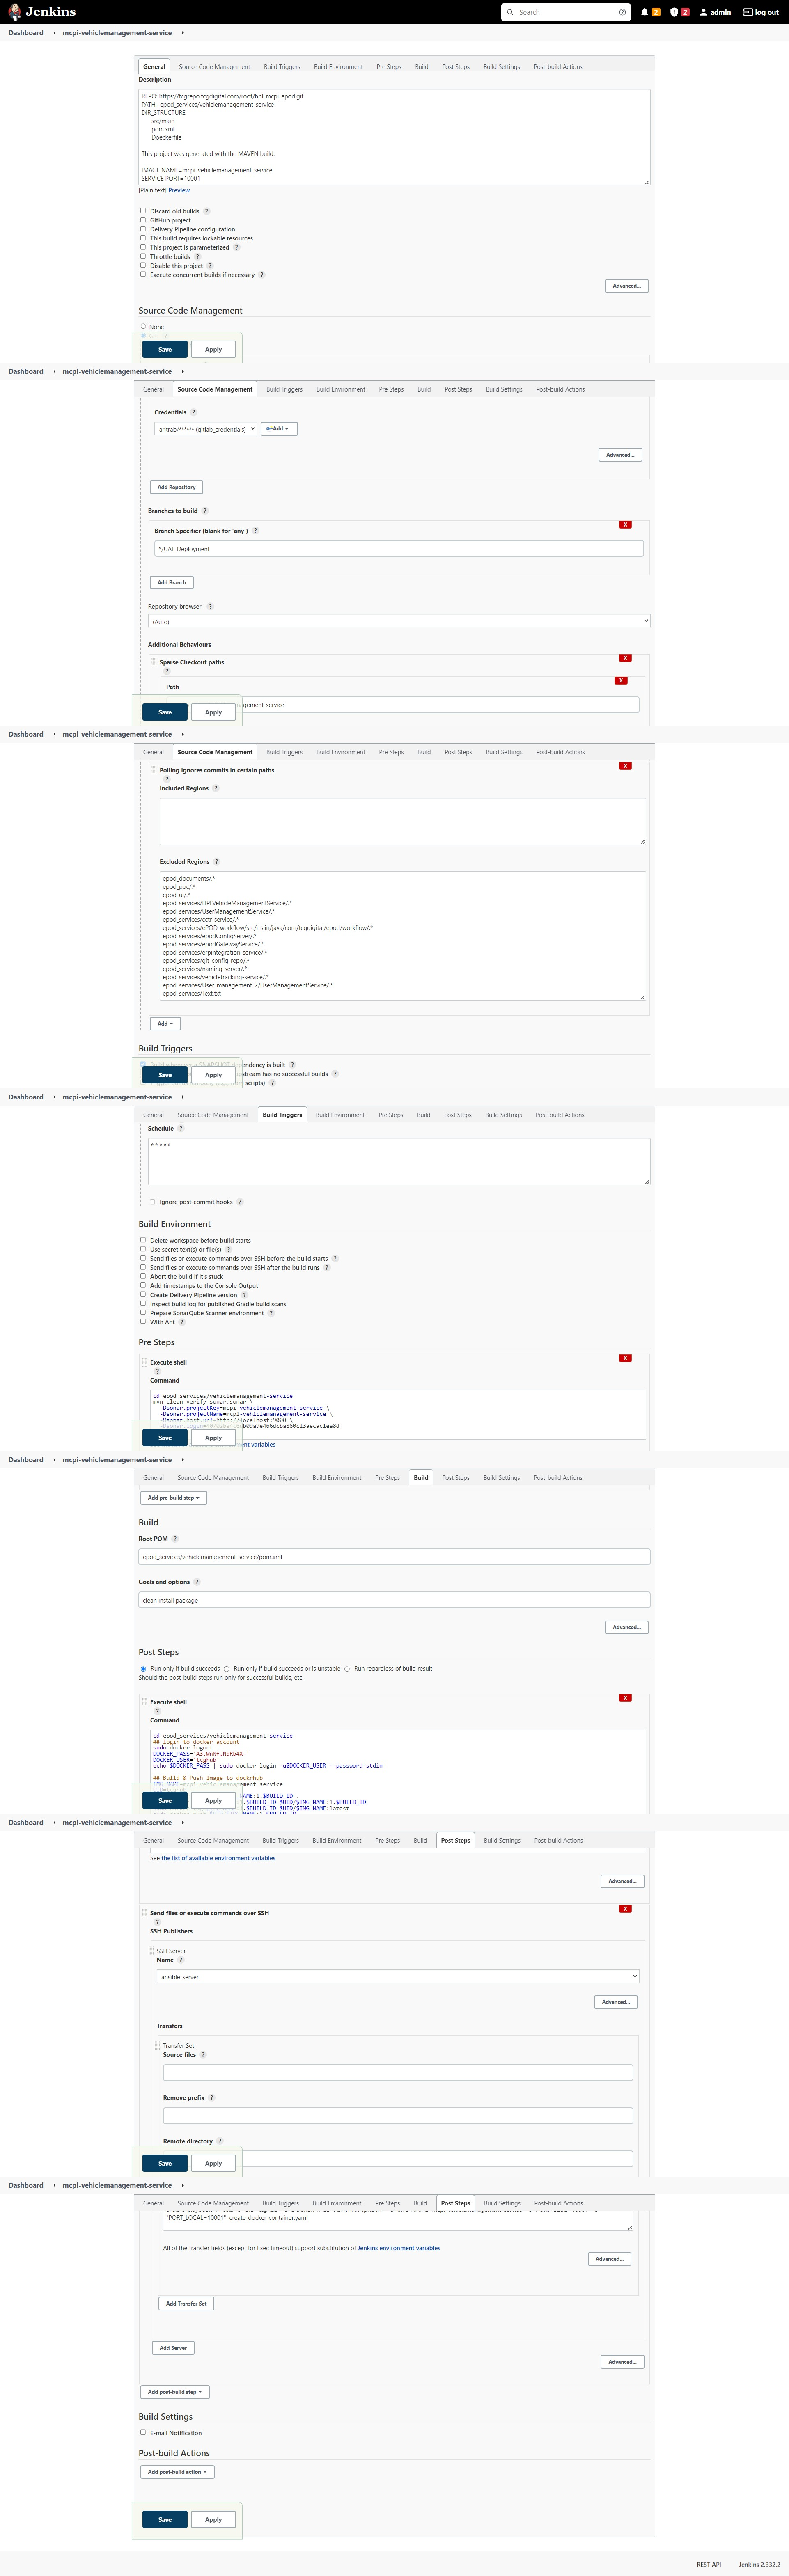 Jenkins
Search
2
2
admin
log out
Dashboard
mcpi-vehiclemanagement-service
General
Source Code Management
Build Triggers
Build Environment
Pre Steps
Build
Post Steps
Build Settings
Post-build Actions
Description
REPO: https://tcgrepo.tcgdigital.com/root/hpl_mcpi_epod.git
PATH: epod_services/vehiclemanagement-service
DIR_STRUCTURE
src/main
pom.xml
Doeckerfile
This project was generated with the MAVEN build.
IMAGE NAME=mcpi_vehiclemanagement_service
SERVICE PORT=10001
[Plain text] Preview
Discard old builds ?
GitHub project
Delivery Pipeline configuration
This build requires lockable resources
This project is parameterized ?
Throttle builds ?
Disable this project ?
Execute concurrent builds if necessary ?
Advanced...
Source Code Management
None
Save
Apply
Dashboard
mcpi-vehiclemanagement-service
General
Source Code Management
Build Triggers
Build Environment
Pre Steps
Build
Post Steps
Build Settings
Post-build Actions
Credentials ?
aritrab/****** (gitlab_credentials)
Add
Advanced...
Add Repository
Branches to build ?
X
Branch Specifier (blank for 'any') ?
*/UAT_Deployment
Add Branch
Repository browser ?
(Auto)
Additional Behaviours
X
Sparse Checkout paths
?
X
Path
agement-service
Save
Apply
Dashboard
mcpi-vehiclemanagement-service
General
Source Code Management
Build Triggers
Build Environment
Pre Steps
Build
Post Steps
Build Settings
Post-build Actions
X
Polling ignores commits in certain paths
?
Included Regions ?
Excluded Regions ?
epod_documents/.*
epod_poc/.*
epod_ui/.*
epod_services/HPLVehicleManagementService/.*
epod_services/UserManagementService/.*
epod_services/cctr-service/.*
epod_services/ePOD-workflow/src/main/java/com/tcgdigital/epod/workflow/.*
epod_services/epodConfigServer/.*
epod_services/epodGatewayService/.*
epod_services/erpintegration-service/.*
epod_services/git-config-repo/.*
epod_services/naming-server/.*
epod_services/vehicletracking-service/.*
epod_services/User_management_2/UserManagementService/.*
epod_services/Text.txt
Add
Build Triggers
dependency is built ?
stream has no successful builds ?
scripts) ?
Save
Apply
Dashboard
mcpi-vehiclemanagement-service
General
Source Code Management
Build Triggers
Build Environment
Pre Steps
Build
Post Steps
Build Settings
Post-build Actions
Schedule ?
* * * * *
Ignore post-commit hooks ?
Build Environment
Delete workspace before build starts
Use secret text(s) or file(s) ?
Send files or execute commands over SSH before the build starts ?
Send files or execute commands over SSH after the build runs ?
Abort the build if it's stuck
Add timestamps to the Console Output
Create Delivery Pipeline version ?
Inspect build log for published Gradle build scans
Prepare SonarQube Scanner environment ?
With Ant ?
Pre Steps
X
Execute shell
?
Command
cd epod_services/vehiclemanagement-service
mvn clean verify sonar:sonar \
-Dsonar.projectKey=mcpi-vehiclemanagement-service \
-Dsonar.projectName=mcpi-vehiclemanagement-service \
localhost:9000 \
ment variables
Save
Apply
Dashboard
mcpi-vehiclemanagement-service
General
Source Code Management
Build Triggers
Build Environment
Pre Steps
Build
Post Steps
Build Settings
Post-build Actions
Add pre-build step
Build
Root POM ?
epod_services/vehiclemanagement-service/pom.xml
Goals and options ?
clean install package
Advanced...
Post Steps
Run only if build succeeds
Run only if build succeeds or is unstable
Run regardless of build result
Should the post-build steps run only for successful builds, etc.
X
Execute shell
?
Command
cd epod_services/vehiclemanagement-service
## login to docker account
sudo docker logout
DOCKER_PASS='A3.WnNf.NpRb4X-'
DOCKER_USER='tcghub'
echo $DOCKER_PASS | sudo docker login -u$DOCKER_USER --password-stdin
## Build & Push image to dockrhub
AME:1.$BUILD_ID .
.$BUILD_ID $UID/$IMG_NAME:1.$BUILD_ID
.$BUILD_ID $UID/$IMG_NAME:latest
Save
Apply
Dashboard
mcpi-vehiclemanagement-service
General
Source Code Management
Build Triggers
Build Environment
Pre Steps
Build
Post Steps
Build Settings
Post-build Actions
See the list of available environment variables
Advanced...
X
Send files or execute commands over SSH
?
SSH Publishers
SSH Server
Name ?
ansible_server
Advanced...
Transfers
Transfer Set
Source files ?
Remove prefix ?
Remote directory ?
Save
Apply
Dashboard
mcpi-vehiclemanagement-service
General
Source Code Management
Build Triggers
Build Environment
Pre Steps
Build
Post Steps
Build Settings
Post-build Actions
"PORT_LOCAL=10001" create-docker-container.yaml
All of the transfer fields (except for Exec timeout) support substitution of Jenkins environment variables
Advanced...
Add Transfer Set
Add Server
Advanced...
Add post-build step
Build Settings
E-mail Notification
Post-build Actions
Add post-build action
Save
Apply
REST API
Jenkins 2.332.2